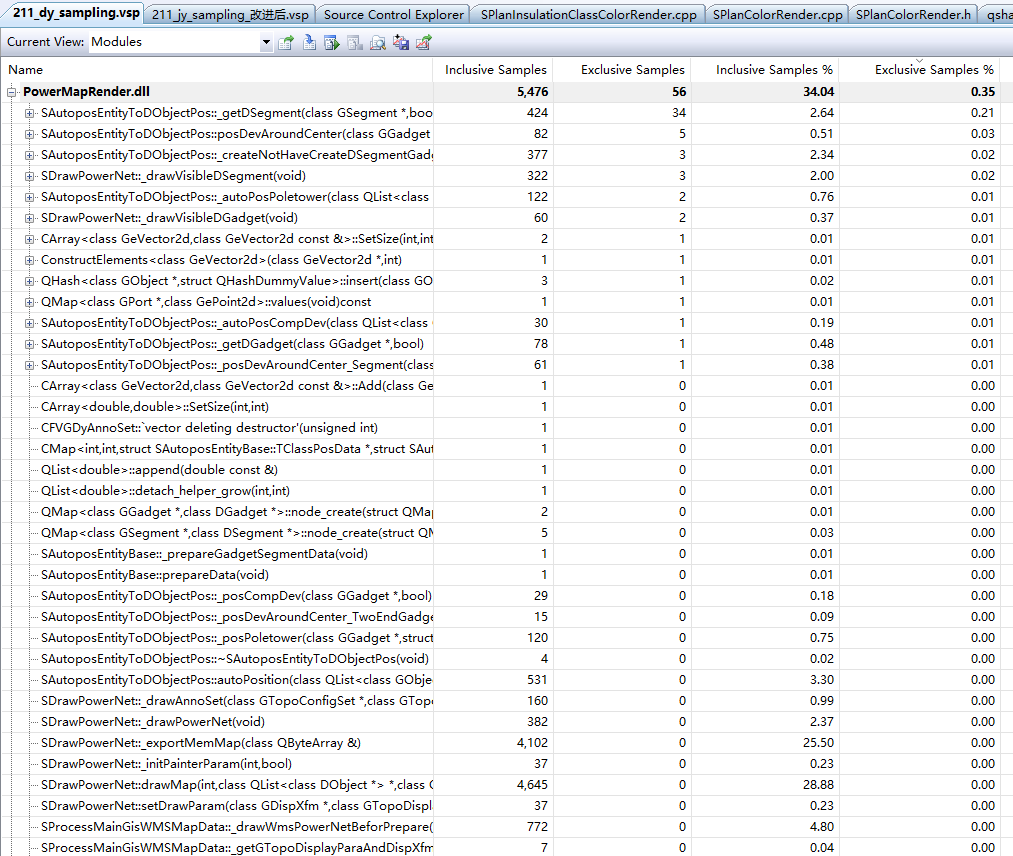 211_dy_sampling.vsp 211_jy_sampling_改进后.vsp Source Control Explorer SPlanInsulationClassColorRender.cpp SPlanColorRender.cpp SPlanColorRender.h qsha
Current View: Modules
Name Inclusive Samples Exclusive Samples Inclusive Samples % Exclusive Samples %
PowerMapRender.dll 5,476 56 34.04 0.35
SAutoposEntityToDObjectPos::_getDSegment(class GSegment *,boo 424 34 2.64 0.21
SAutoposEntityToDObjectPos::posDevAroundCenter(class GGadget 82 5 0.51 0.03
SAutoposEntityToDObjectPos::_createNotHaveCreateDSegmentGadg 377 3 2.34 0.02
SDrawPowerNet::_drawVisibleDSegment(void) 322 3 2.00 0.02
SAutoposEntityToDObjectPos::_autoPosPoletower(class QList<class 122 2 0.76 0.01
SDrawPowerNet::_drawVisibleDGadget(void) 60 2 0.37 0.01
CArray<class GeVector2d,class GeVector2d const &>::SetSize(int,int 2 1 0.01 0.01
ConstructElements<class GeVector2d>(class GeVector2d *,int) 1 1 0.01 0.01
QHash<class GObject *,struct QHashDummyValue>::insert(class GO 3 1 0.02 0.01
QMap<class GPort *,class GePoint2d>::values(void)const 1 1 0.01 0.01
SAutoposEntityToDObjectPos::_autoPosCompDev(class QList<class 30 1 0.19 0.01
SAutoposEntityToDObjectPos::_getDGadget(class GGadget *,bool) 78 1 0.48 0.01
SAutoposEntityToDObjectPos::_posDevAroundCenter_Segment(class 61 1 0.38 0.01
CArray<class GeVector2d,class GeVector2d const &>::Add(class Ge 1 0 0.01 0.00
CArray<double,double>::SetSize(int,int) 1 0 0.01 0.00
CFVGDyAnnoSet::`vector deleting destructor'(unsigned int) 1 0 0.01 0.00
CMap<int,int,struct SAutoposEntityBase::TClassPosData *,struct SAut 1 0 0.01 0.00
QList<double>::append(double const &) 1 0 0.01 0.00
QList<double>::detach_helper_grow(int,int) 1 0 0.01 0.00
QMap<class GGadget *,class DGadget *>::node_create(struct QMap 2 0 0.01 0.00
QMap<class GSegment *,class DSegment *>::node_create(struct QM 5 0 0.03 0.00
SAutoposEntityBase::_prepareGadgetSegmentData(void) 1 0 0.01 0.00
SAutoposEntityBase::prepareData(void) 1 0 0.01 0.00
SAutoposEntityToDObjectPos::_posCompDev(class GGadget *,bool) 29 0 0.18 0.00
SAutoposEntityToDObjectPos::_posDevAroundCenter_TwoEndGadge 15 0 0.09 0.00
SAutoposEntityToDObjectPos::_posPoletower(class GGadget *,struct 120 0 0.75 0.00
SAutoposEntityToDObjectPos::~SAutoposEntityToDObjectPos(void) 4 0 0.02 0.00
SAutoposEntityToDObjectPos::autoPosition(class QList<class GObje 531 0 3.30 0.00
SDrawPowerNet::_drawAnnoSet(class GTopoConfigSet *,class GTop 160 0 0.99 0.00
SDrawPowerNet::_drawPowerNet(void) 382 0 2.37 0.00
SDrawPowerNet::_exportMemMap(class QByteArray &) 4,102 0 25.50 0.00
SDrawPowerNet::_initPainterParam(int,bool) 37 0 0.23 0.00
SDrawPowerNet::drawMap(int,class QList<class DObject *> *,class 4,645 0 28.88 0.00
SDrawPowerNet::setDrawParam(class GDispXfm *,class GTopoDispl 37 0 0.23 0.00
SProcessMainGisWMSMapData::_drawWmsPowerNetBeforPrepare( 772 0 4.80 0.00
SProcessMainGisWMSMapData::_getGTopoDisplayParaAndDispXfm 7 0 0.04 0.00